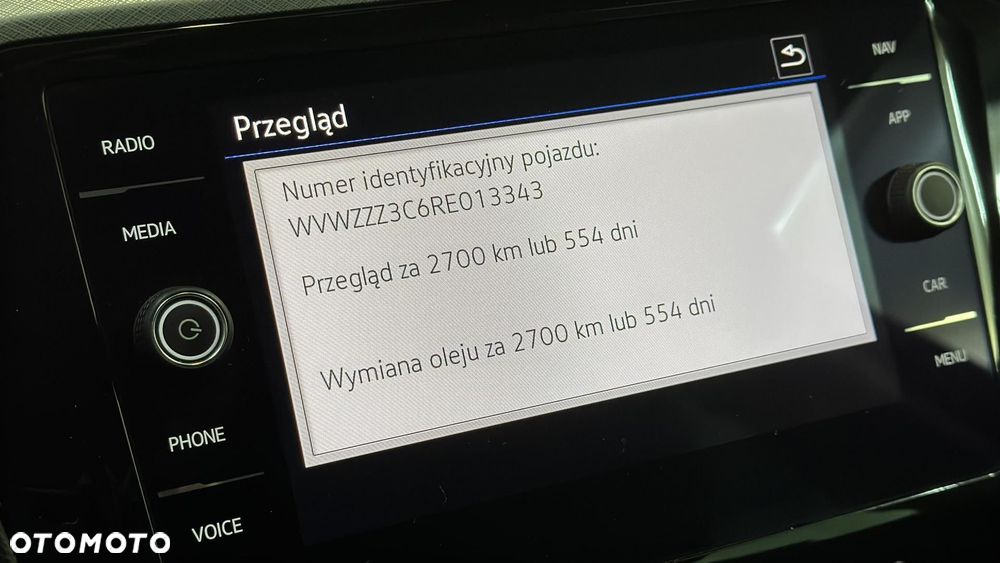 RADIO
MEDIA
PHONE
VOICE
Przegląd
Numer identyfikacyjny pojazdu:
WVWZZZ3C6RE013343
Przegląd za 2700 km lub 554 dni
Wymiana oleju za 2700 km lub 554 dni
NAV
APP
CAR
MENU
OTOMOTO